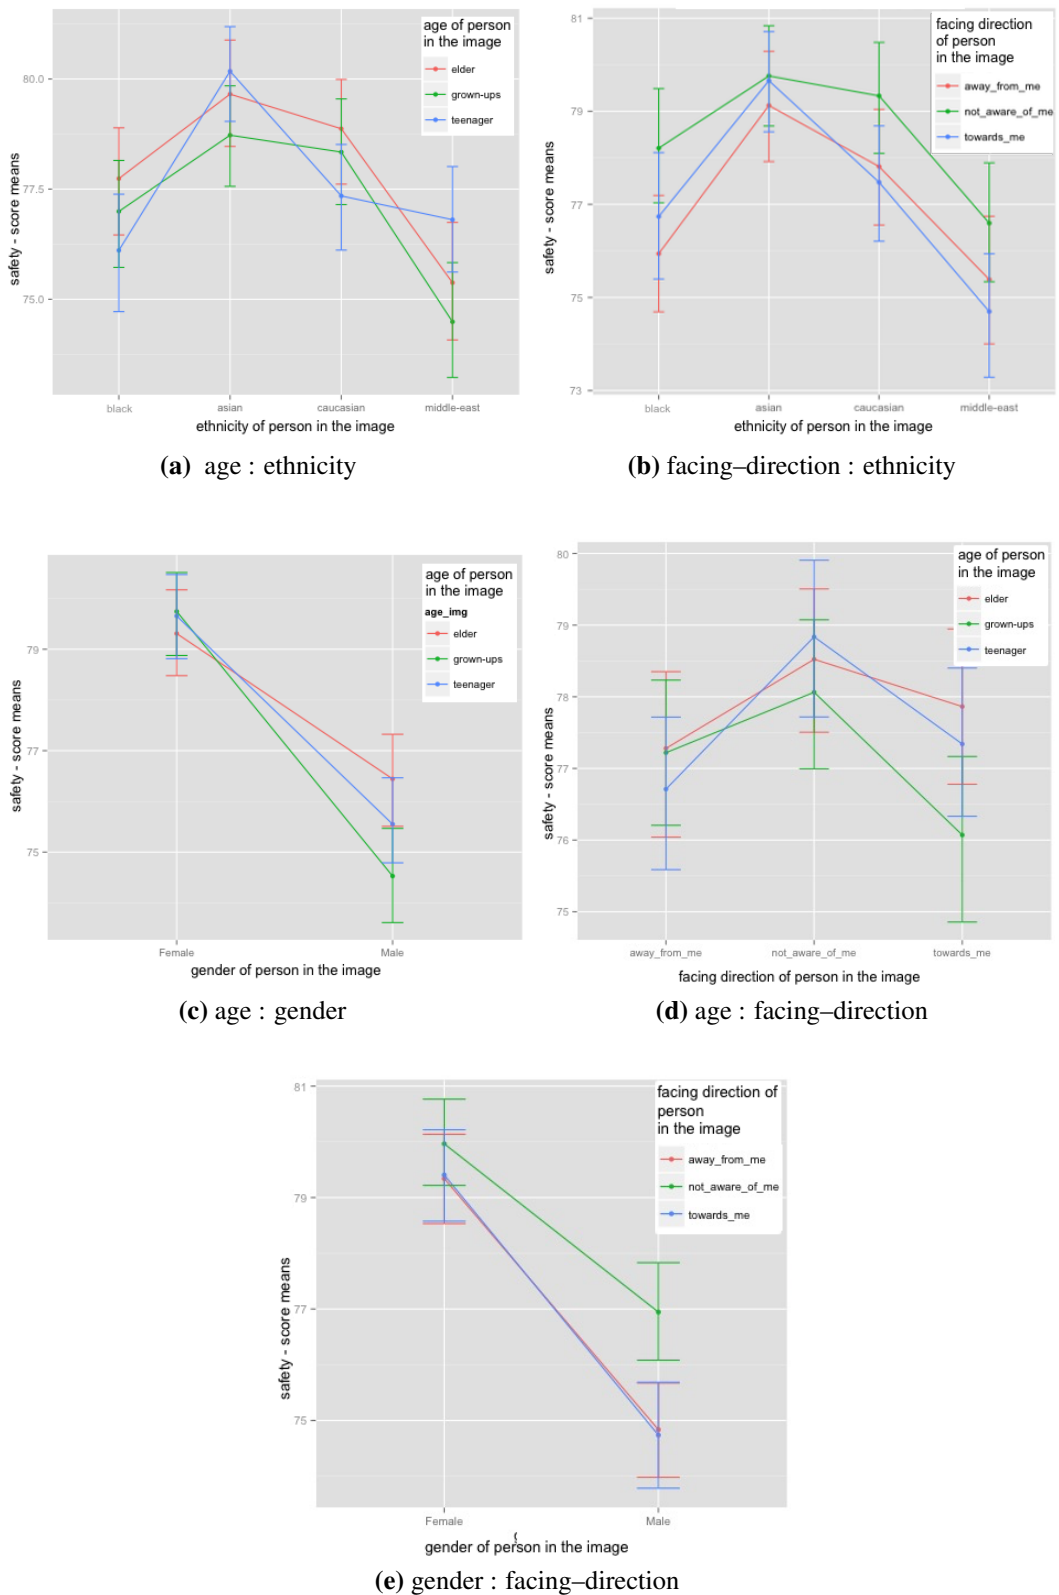 age of person
in the image
elder
grown-ups
teenager
80.0
77.5
75.0
safety - score means
black
asian
caucasian
middle-east
ethnicity of person in the image
(a) age : ethnicity
facing direction
of person
in the image
away_from_me
not_aware_of_me
towards_me
81
79
77
75
73
safety - score means
black
asian
caucasian
middle-east
ethnicity of person in the image
(b) facing–direction : ethnicity
age of person
in the image
age_img
elder
grown-ups
teenager
79
77
75
safety - score means
Female
Male
gender of person in the image
(c) age : gender
age of person
in the image
elder
grown-ups
teenager
80
79
78
77
76
75
safety - score means
away_from_me
not_aware_of_me
towards_me
facing direction of person in the image
(d) age : facing–direction
facing direction of
person
in the image
away_from_me
not_aware_of_me
towards_me
81
79
77
75
safety - score means
Female
Male
gender of person in the image
(e) gender : facing–direction